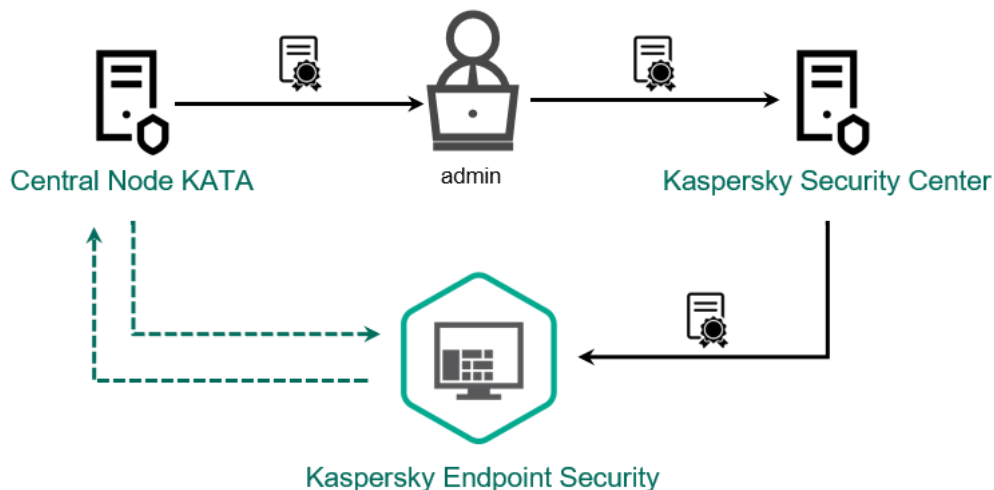 admin
Central Node KATA
Kaspersky Security Center
Kaspersky Endpoint Security